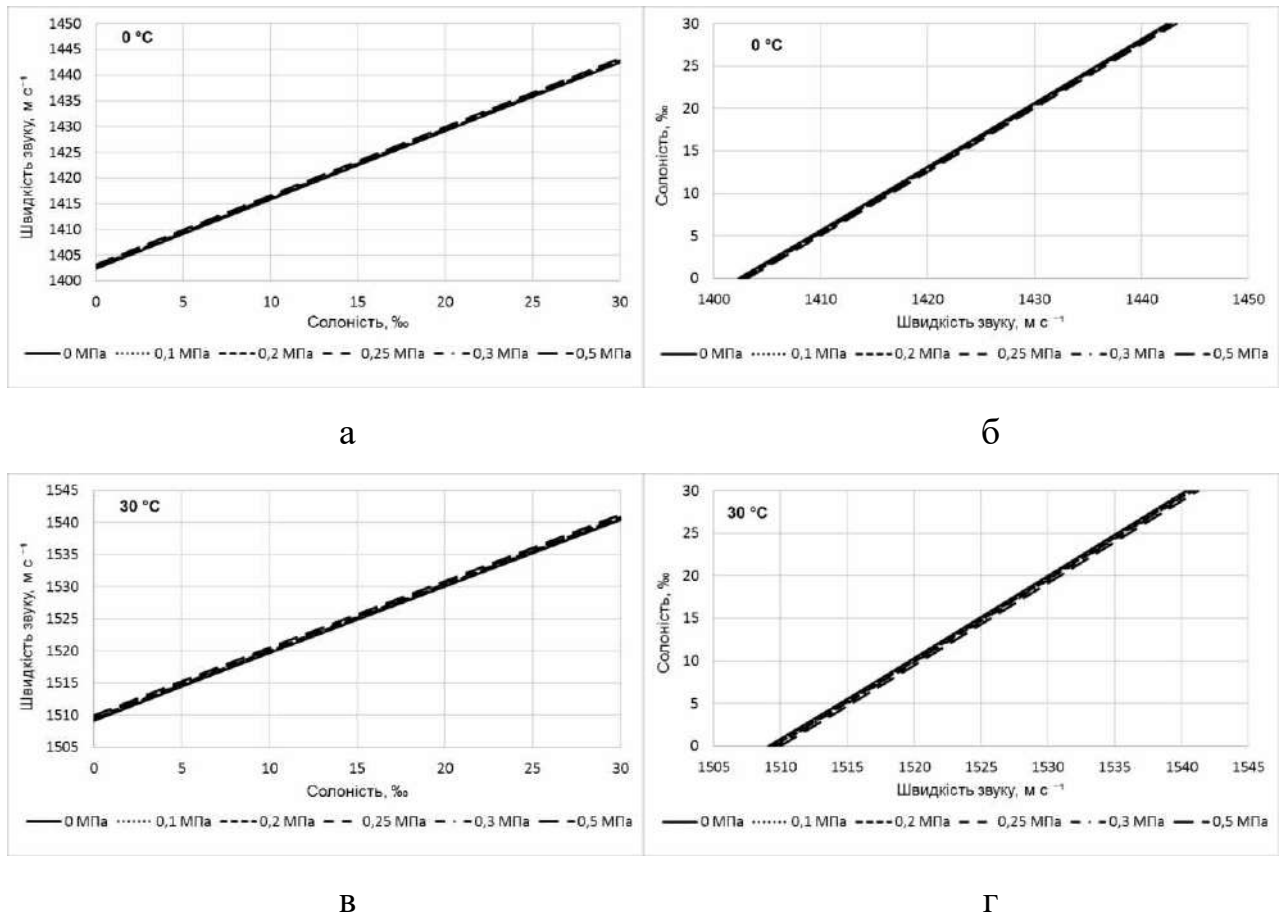 0 °C
Швидкість звуку, м с ⁻¹
1450
1445
1440
1435
1430
1425
1420
1415
1410
1405
1400
0 5 10 15 20 25 30
Солоність, ‰
0 МПа 0,1 МПа 0,2 МПа 0,25 МПа 0,3 МПа 0,5 МПа
а
0 °C
Солоність, ‰
30
25
20
15
10
5
0
1400 1410 1420 1430 1440 1450
Швидкість звуку, м с ⁻¹
0 МПа 0,1 МПа 0,2 МПа 0,25 МПа 0,3 МПа 0,5 МПа
б
30 °C
Швидкість звуку, м с ⁻¹
1545
1540
1535
1530
1525
1520
1515
1510
1505
0 5 10 15 20 25 30
Солоність, ‰
0 МПа 0,1 МПа 0,2 МПа 0,25 МПа 0,3 МПа 0,5 МПа
в
30 °C
Солоність, ‰
30
25
20
15
10
5
0
1505 1510 1515 1520 1525 1530 1535 1540 1545
Швидкість звуку, м с ⁻¹
0 МПа 0,1 МПа 0,2 МПа 0,25 МПа 0,3 МПа 0,5 МПа
г